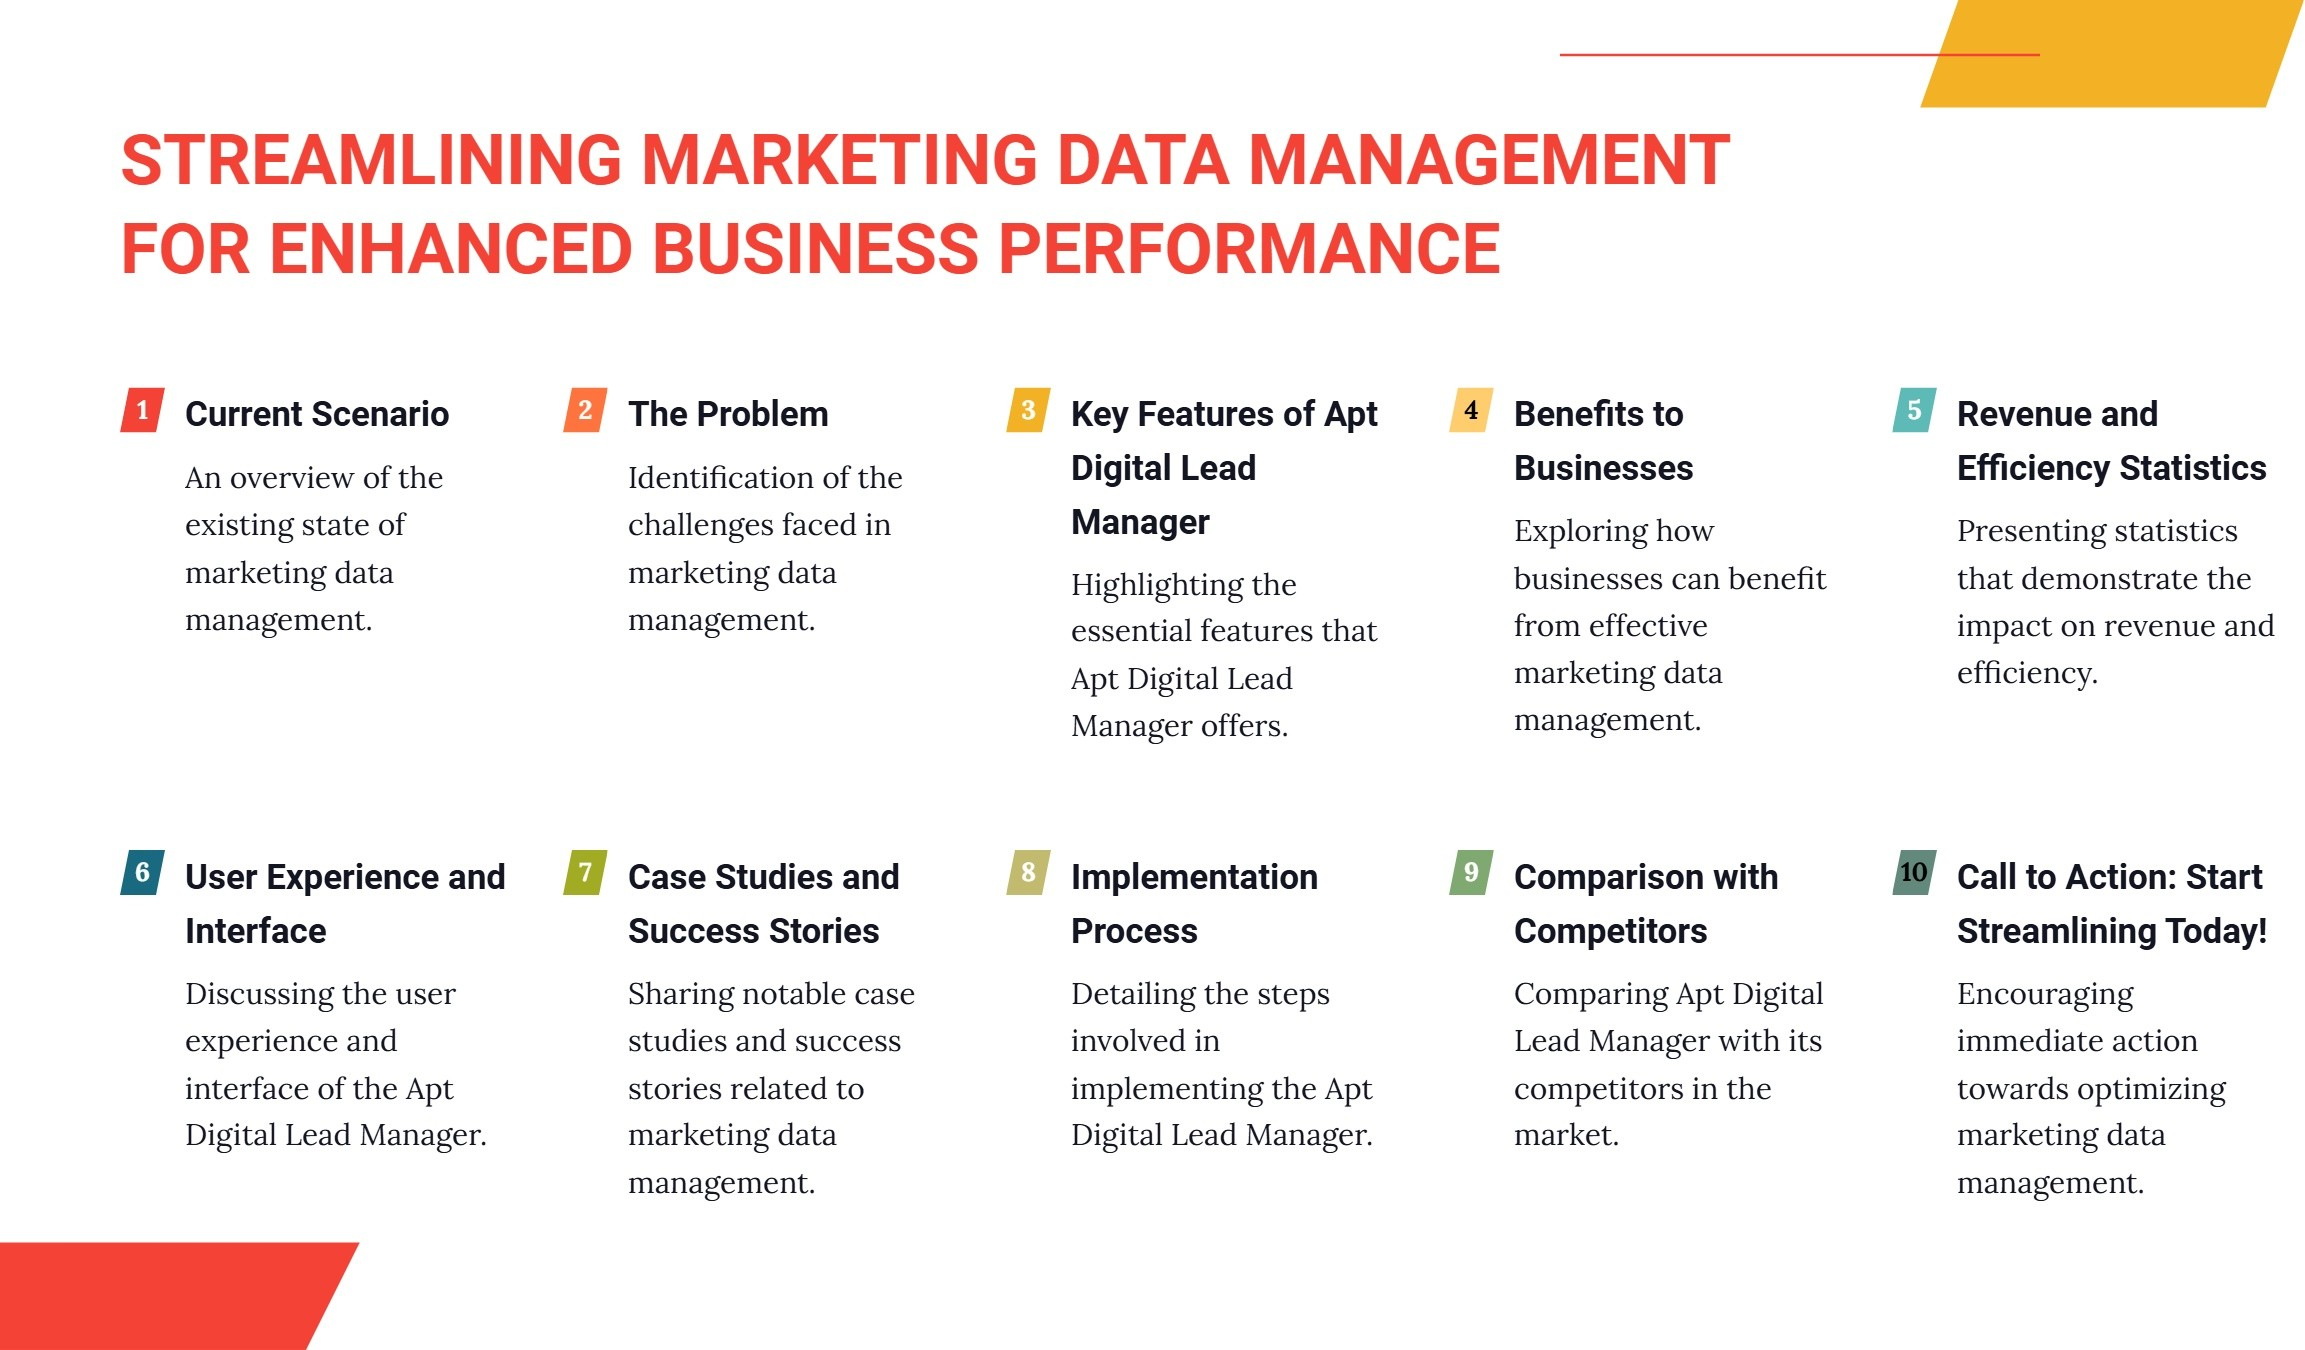 STREAMLINING MARKETING DATA MANAGEMENT
FOR ENHANCED BUSINESS PERFORMANCE
1
Current Scenario
An overview of the
existing state of
marketing data
management.
2
The Problem
Identification of the
challenges faced in
marketing data
management.
3
Key Features of Apt
Digital Lead
Manager
Highlighting the
essential features that
Apt Digital Lead
Manager offers.
4
Benefits to
Businesses
Exploring how
businesses can benefit
from effective
marketing data
management.
5
Revenue and
Efficiency Statistics
Presenting statistics
that demonstrate the
impact on revenue and
efficiency.
6
User Experience and
Interface
Discussing the user
experience and
interface of the Apt
Digital Lead Manager.
7
Case Studies and
Success Stories
Sharing notable case
studies and success
stories related to
marketing data
management.
8
Implementation
Process
Detailing the steps
involved in
implementing the Apt
Digital Lead Manager.
9
Comparison with
Competitors
Comparing Apt Digital
Lead Manager with its
competitors in the
market.
10
Call to Action: Start
Streamlining Today!
Encouraging
immediate action
towards optimizing
marketing data
management.